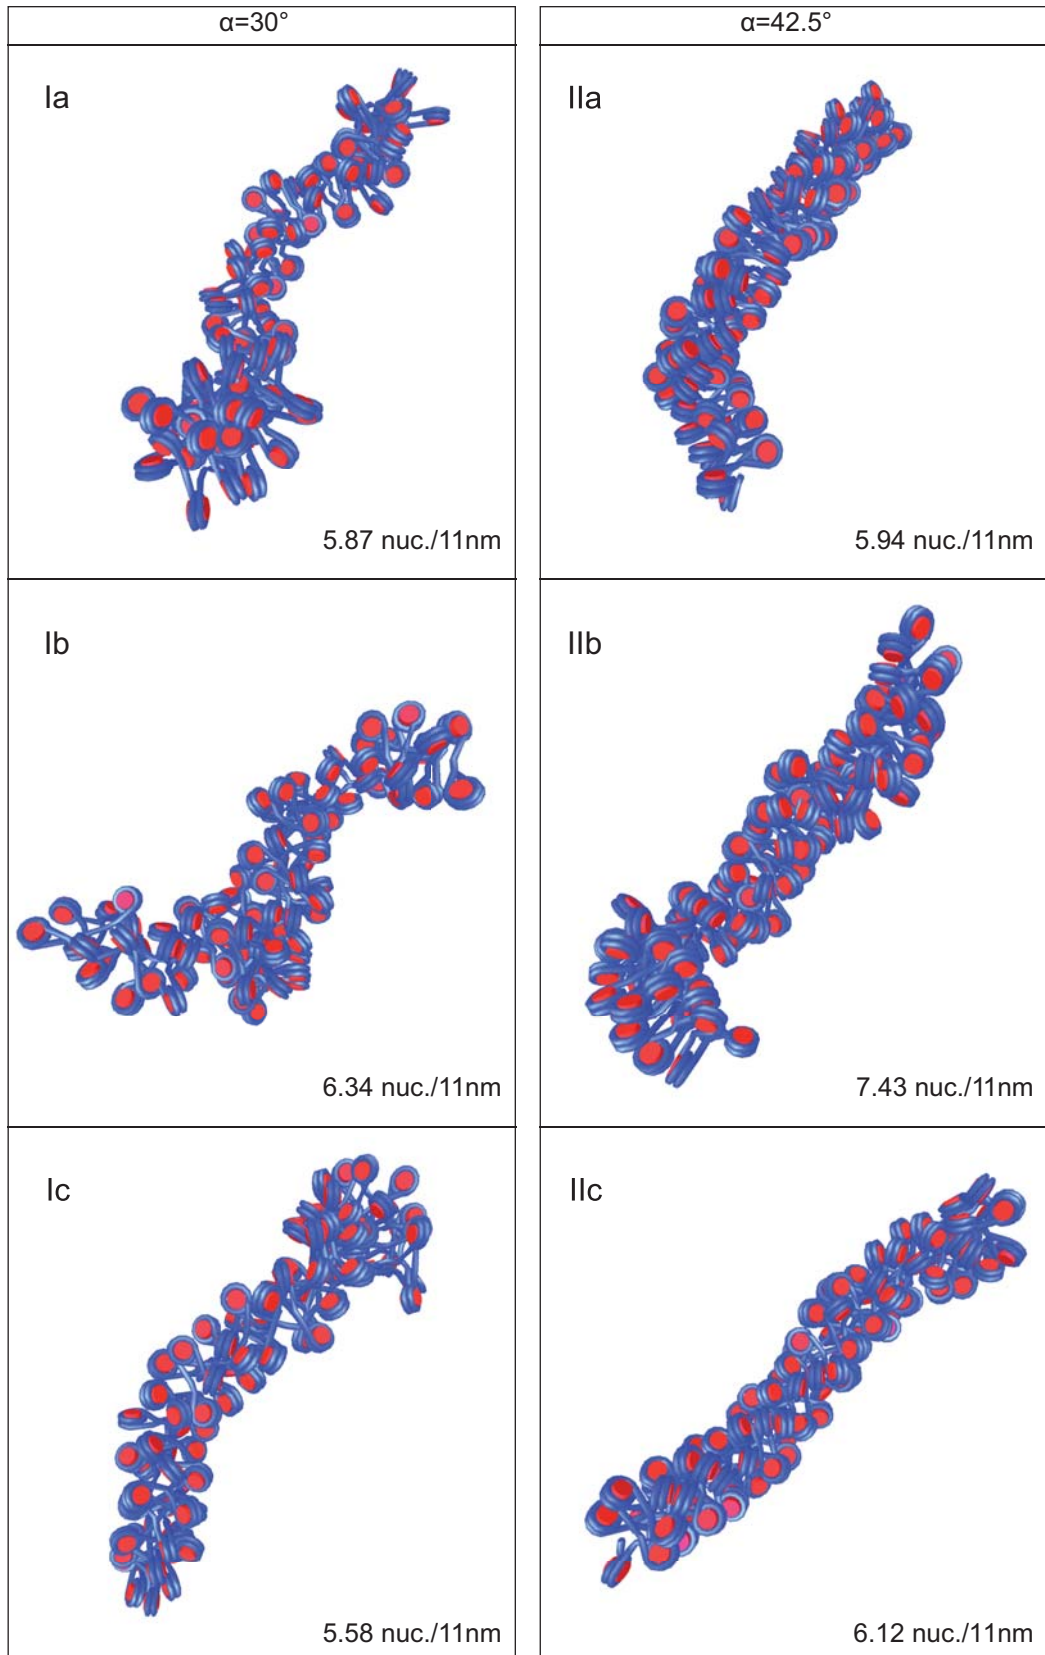 α=30°
α=42.5°
Ia
IIa
5.87 nuc./11nm
5.94 nuc./11nm
Ib
IIb
6.34 nuc./11nm
7.43 nuc./11nm
Ic
IIc
5.58 nuc./11nm
6.12 nuc./11nm